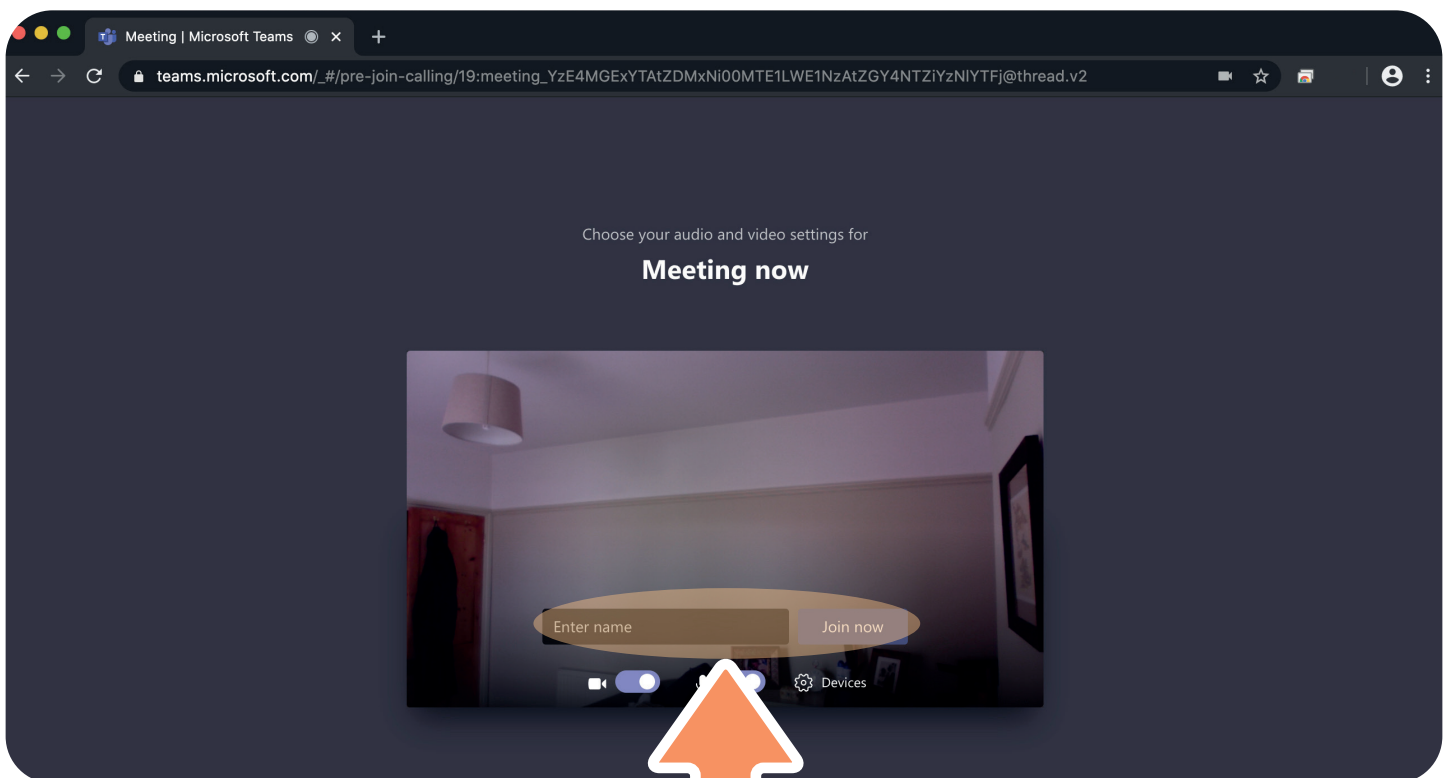 Meeting | Microsoft Teams
teams.microsoft.com/_#/pre-join-calling/19:meeting_YzE4MGExYTAtZDMxNi00MTE1LWE1NzAtZGY4NTZiYzNlYTFj@thread.v2
Choose your audio and video settings for
Meeting now
Enter name Join now
Devices